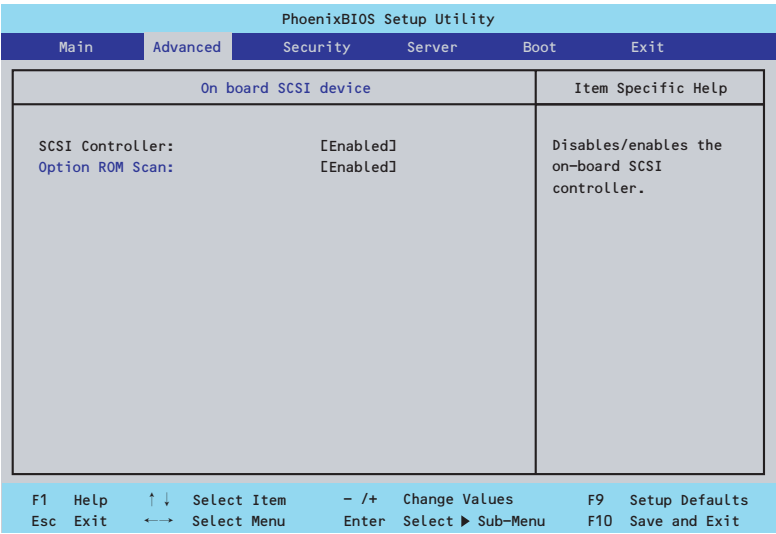 PhoenixBIOS Setup Utility
Main Advanced Security Server Boot Exit
On board SCSI device
Item Specific Help
SCSI Controller: [Enabled]
Option ROM Scan: [Enabled]
Disables/enables the
on-board SCSI
controller.
F1 Help ↑↓ Select Item - /+ Change Values F9 Setup Defaults
Esc Exit ←→ Select Menu Enter Select ▶ Sub-Menu F10 Save and Exit